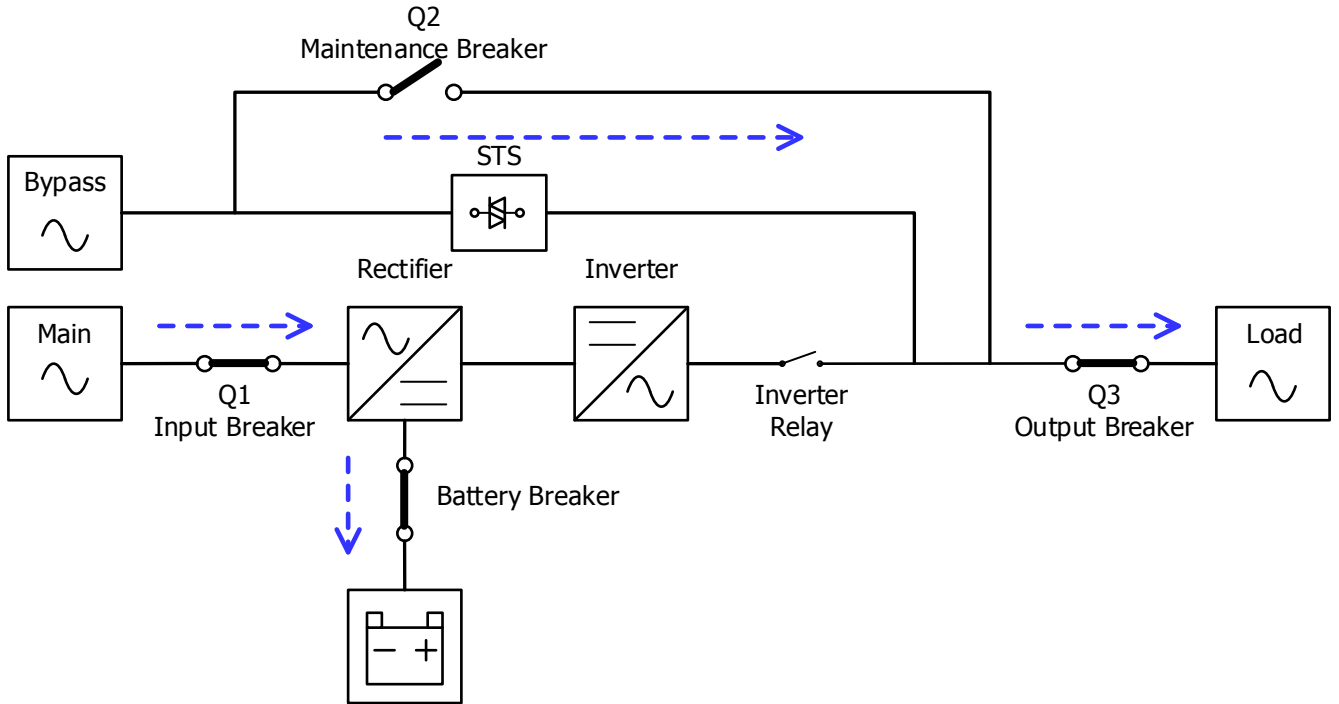 Q2
Maintenance Breaker
STS
Bypass
Rectifier
Inverter
Main
Load
Q1
Input Breaker
Inverter
Relay
Q3
Output Breaker
Battery Breaker